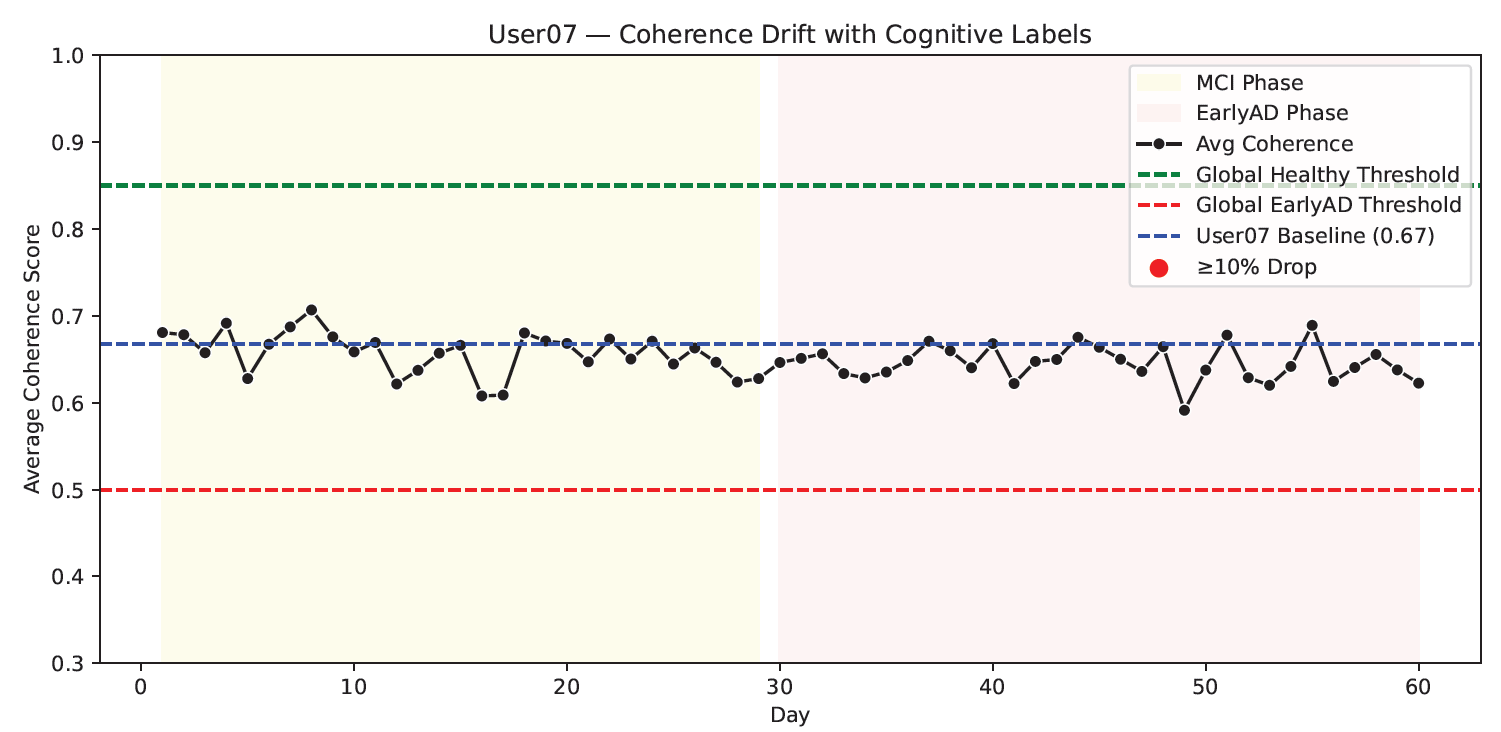 User07 — Coherence Drift with Cognitive Labels
1.0
0.9
0.8
0.7
0.6
0.5
0.4
0.3
Average Coherence Score
MCI Phase
EarlyAD Phase
Avg Coherence
Global Healthy Threshold
Global EarlyAD Threshold
User07 Baseline (0.67)
≥10% Drop
0 10 20 30 40 50 60
Day